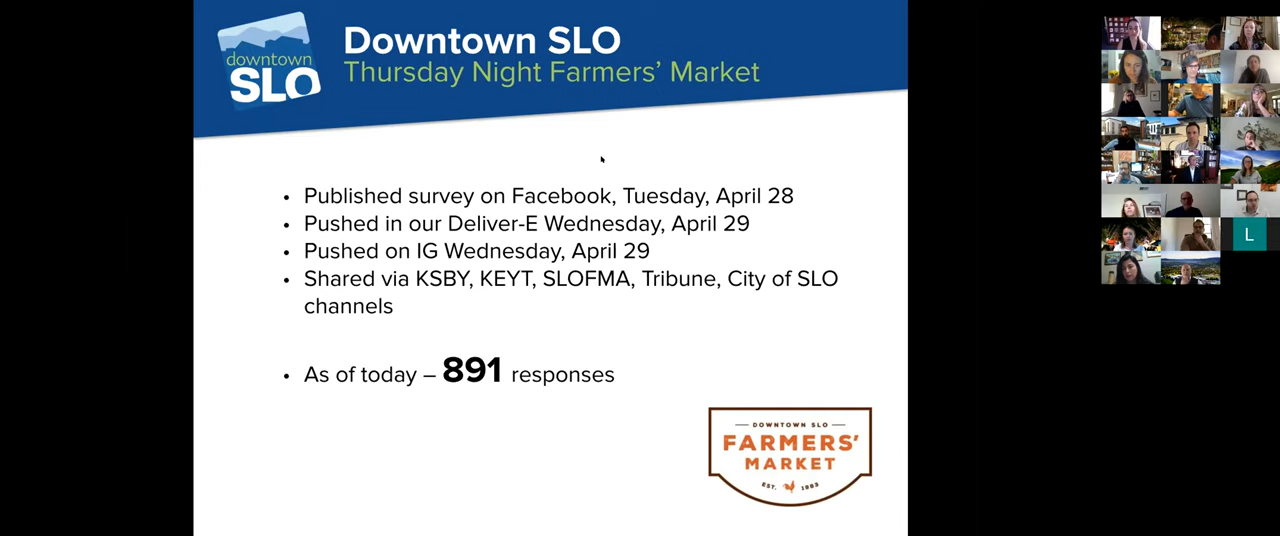 downtown
SLO
Downtown SLO
Thursday Night Farmers' Market
• Published survey on Facebook, Tuesday, April 28
• Pushed in our Deliver-E Wednesday, April 29
• Pushed on IG Wednesday, April 29
• Shared via KSBY, KEYT, SLOFMA, Tribune, City of SLO
channels
• As of today – 891 responses
DOWNTOWN SLO
FARMERS'
MARKET
EST. 1983
L